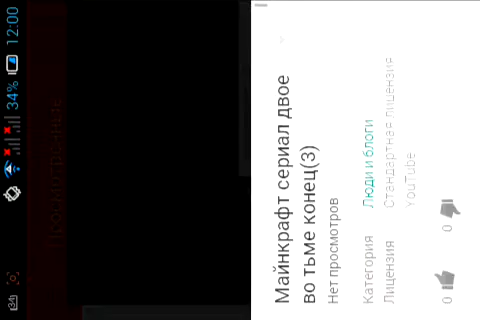 34% 12:00
Майнкрафт сериал двое
во тьме конец(3)
Нет просмотров
Категория Люди и блоги
Лицензия Стандартная лицензия
YouTube
0 0